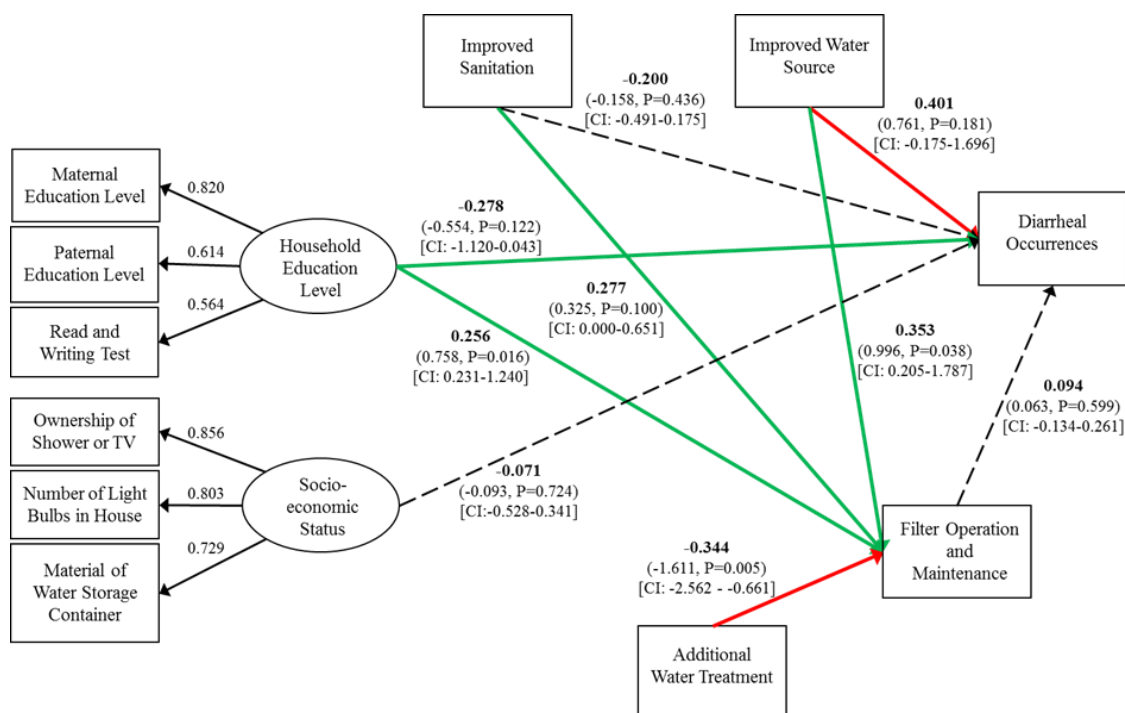 Improved
Sanitation
Improved Water
Source
-0.200
(-0.158, P=0.436)
[CI: -0.491-0.175]
0.401
(0.761, P=0.181)
[CI: -0.175-1.696]
Maternal
Education Level
0.820
Paternal
Education Level
0.614
Read and
Writing Test
0.564
Household
Education
Level
-0.278
(-0.554, P=0.122)
[CI: -1.120-0.043]
Diarrheal
Occurrences
0.277
(0.325, P=0.100)
[CI: 0.000-0.651]
0.256
(0.758, P=0.016)
[CI: 0.231-1.240]
0.353
(0.996, P=0.038)
[CI: 0.205-1.787]
0.094
(0.063, P=0.599)
[CI: -0.134-0.261]
Ownership of
Shower or TV
0.856
Number of Light
Bulbs in House
0.803
Material of
Water Storage
Container
0.729
Socio-
economic
Status
-0.071
(-0.093, P=0.724)
[CI:-0.528-0.341]
Filter Operation
and
Maintenance
-0.344
(-1.611, P=0.005)
[CI: -2.562 - -0.661]
Additional
Water Treatment